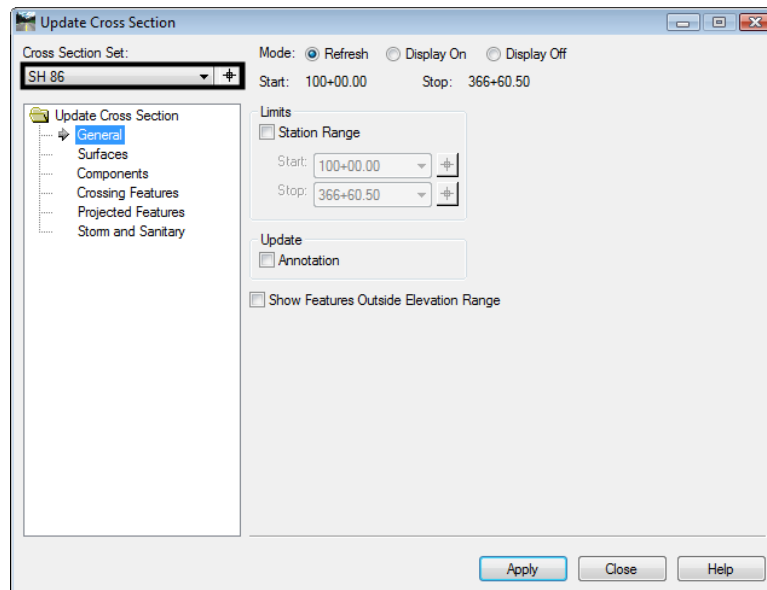 Update Cross Section
Cross Section Set:
SH 86
Mode: Refresh Display On Display Off
Start: 100+00.00 Stop: 366+60.50
Update Cross Section
General
Surfaces
Components
Crossing Features
Projected Features
Storm and Sanitary
Limits
Station Range
Start: 100+00.00
Stop: 366+60.50
Update
Annotation
Show Features Outside Elevation Range
Apply Close Help